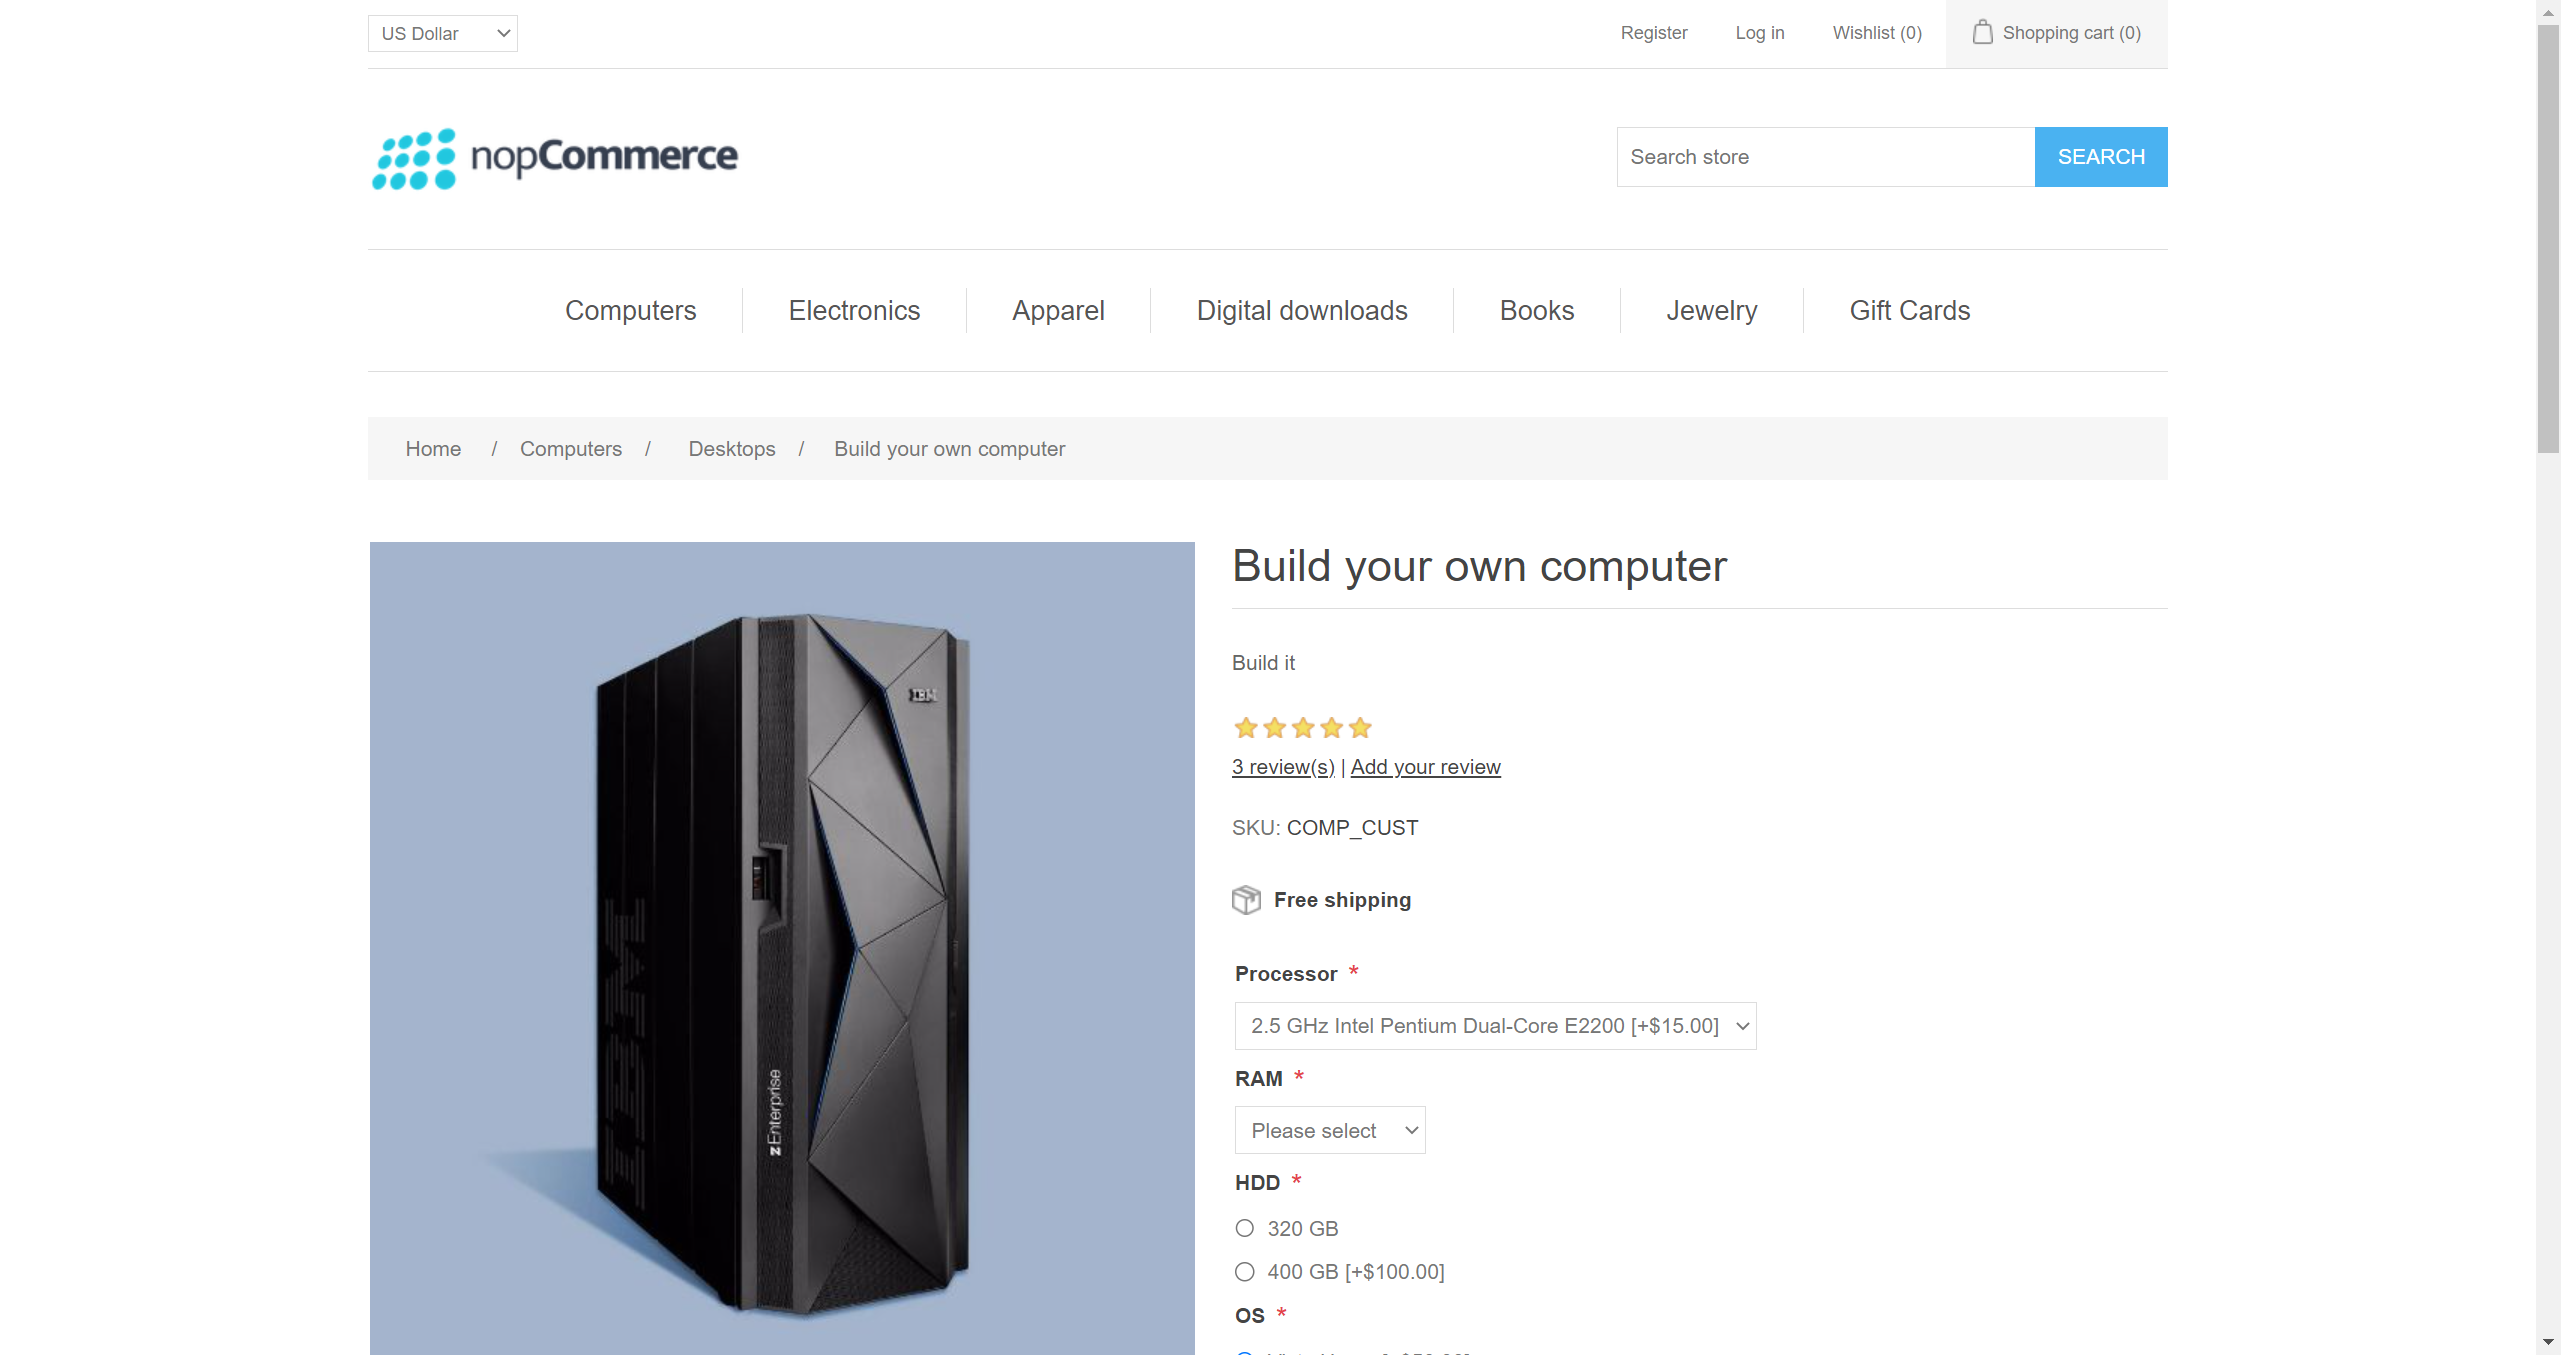 US Dollar
Register
Log in
Wishlist (0)
Shopping cart (0)
nopCommerce
Search store
SEARCH
Computers
Electronics
Apparel
Digital downloads
Books
Jewelry
Gift Cards
Home / Computers / Desktops / Build your own computer
IBM
IBM
zEnterprise
Build your own computer
Build it
3 review(s) | Add your review
SKU: COMP_CUST
Free shipping
Processor *
2.5 GHz Intel Pentium Dual-Core E2200 [+$15.00]
RAM *
Please select
HDD *
320 GB
400 GB [+$100.00]
OS *